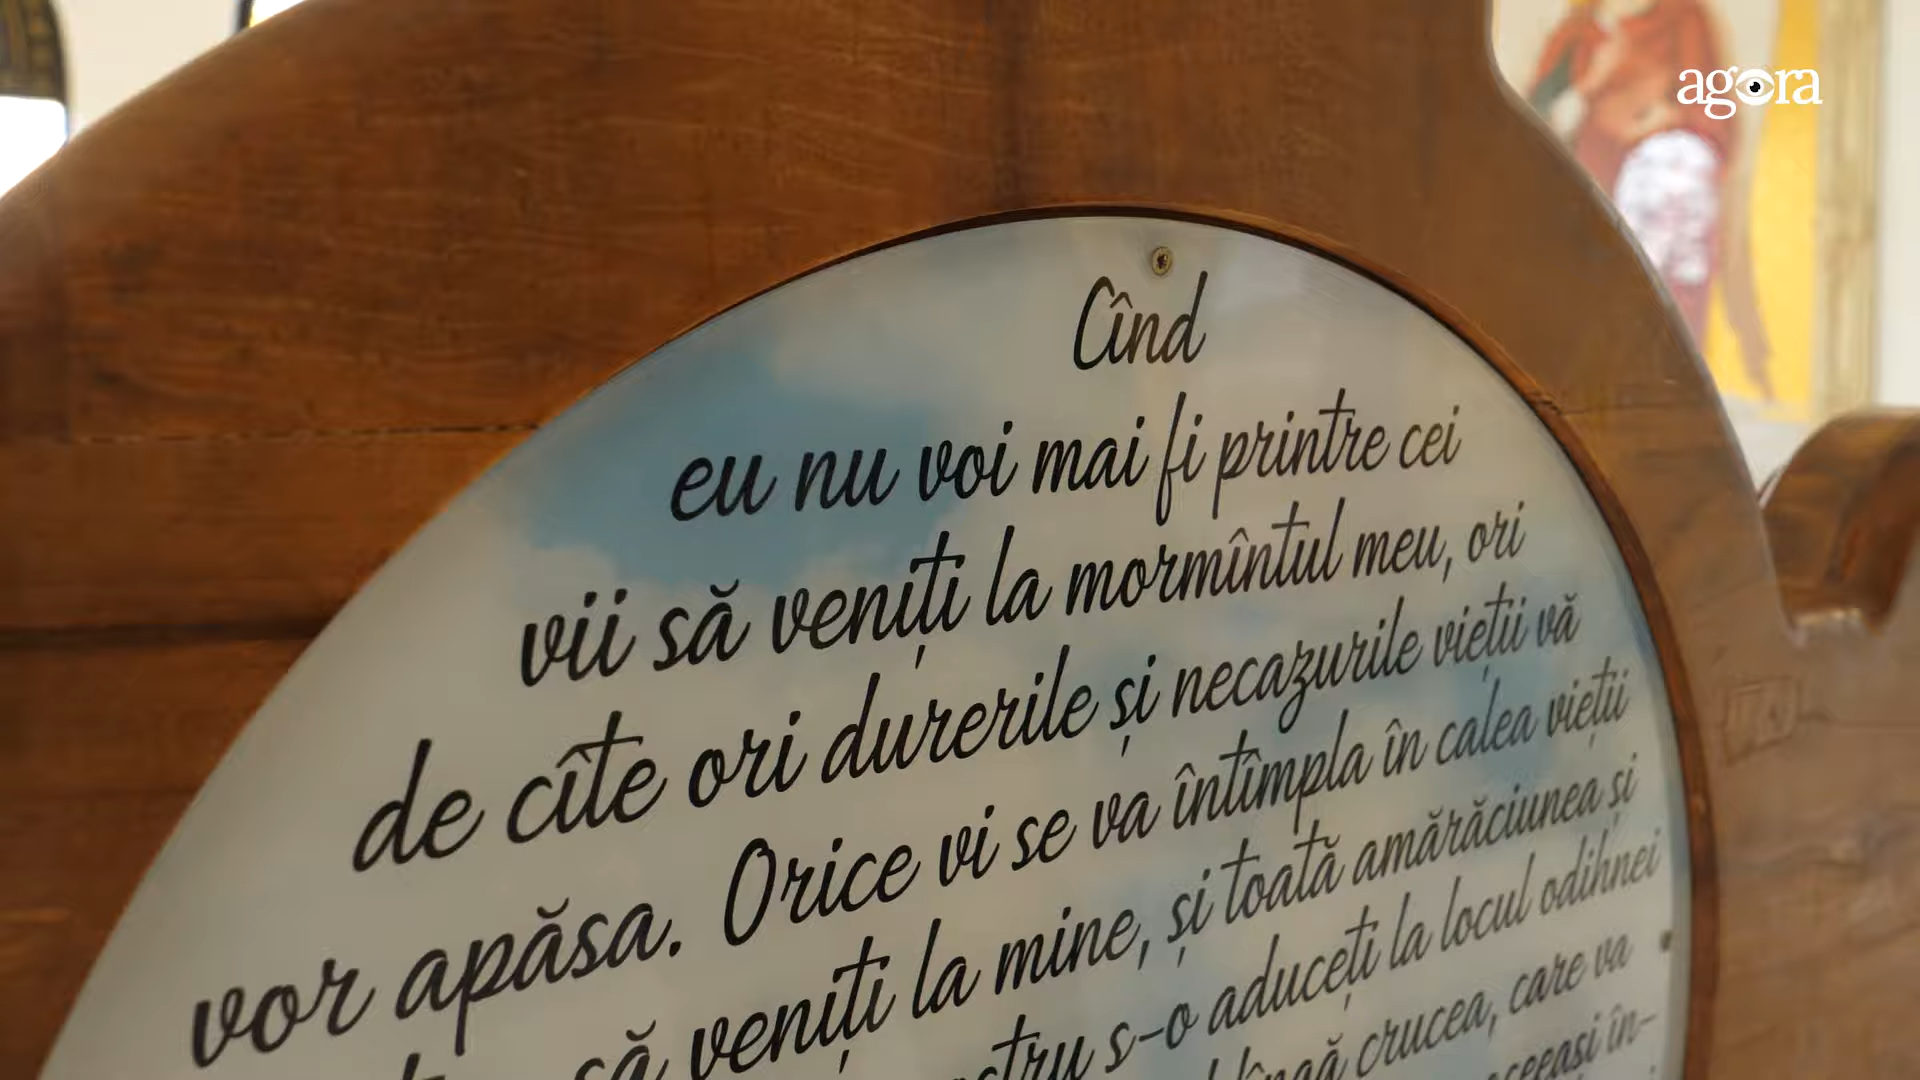 agora
Cînd
eu nu voi mai fi printre cei
vii să veniți la mormîntul meu, ori
de cîte ori durerile și necazurile vieții vă
vor apăsa. Orice vi se va întîmpla în calea vieții
să veniți la mine, și toată amărăciunea și
s-o aduceți la locul odihnei
crucea, care va
aceeași în-